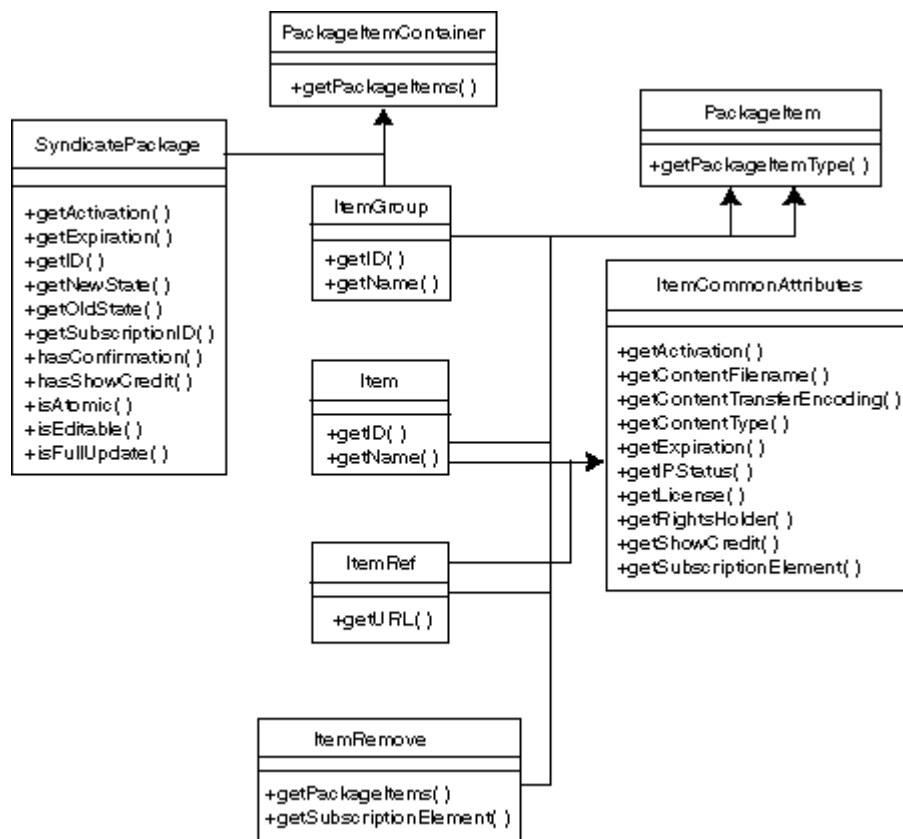 PackageItemContainer
+getPackageItems( )
SyndicatePackage
+getActivation( )
+getExpiration( )
+getID( )
+getNewState( )
+getOldState( )
+getSubscriptionID( )
+hasConfirmation( )
+hasShowCredit( )
+isAtomic( )
+isEditable( )
+isFullUpdate( )
ItemGroup
+getID( )
+getName( )
PackageItem
+getPackageItemType( )
ItemCommonAttributes
+getActivation( )
+getContentFilename( )
+getContentTransferEncoding( )
+getContentType( )
+getExpiration( )
+getIPStatus( )
+getLicense( )
+getRightsHolder( )
+getShowCredit( )
+getSubscriptionElement( )
Item
+getID( )
+getName( )
ItemRef
+getURL( )
ItemRemove
+getPackageItems( )
+getSubscriptionElement( )